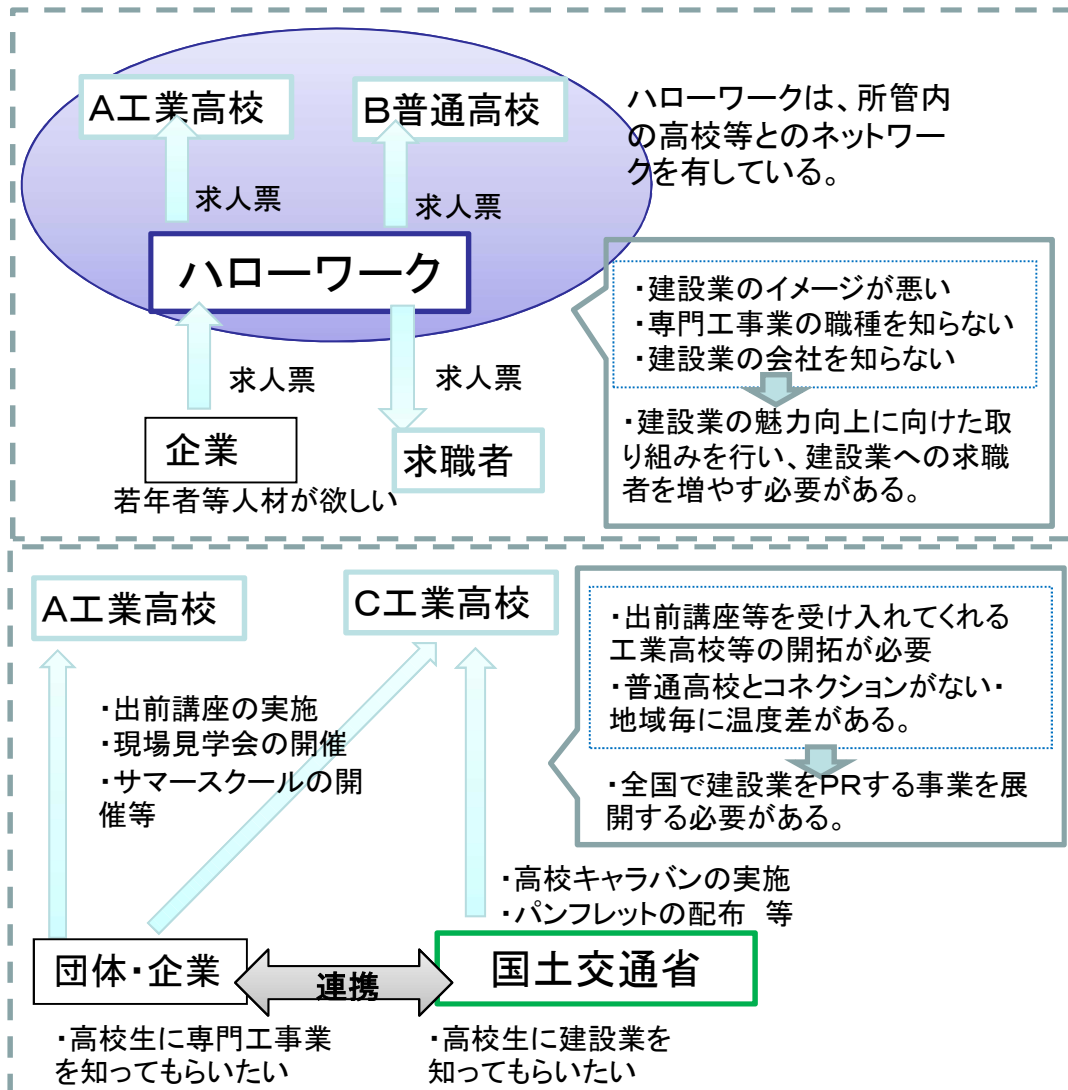 A工業高校
B普通高校
ハローワークは、所管内
の高校等とのネットワー
クを有している。
求人票
求人票
ハローワーク
・建設業のイメージが悪い
・専門工事業の職種を知らない
・建設業の会社を知らない
求人票
求人票
・建設業の魅力向上に向けた取
り組みを行い、建設業への求職
者を増やす必要がある。
企業
求職者
若年者等人材が欲しい
A工業高校
C工業高校
・出前講座等を受け入れてくれる
工業高校等の開拓が必要
・普通高校とコネクションがない・
地域毎に温度差がある。
・出前講座の実施
・現場見学会の開催
・サマースクールの開
催等
・全国で建設業をPRする事業を展
開する必要がある。
・高校キャラバンの実施
・パンフレットの配布　等
団体・企業
連携
国土交通省
・高校生に専門工事業
を知ってもらいたい
・高校生に建設業を
知ってもらいたい